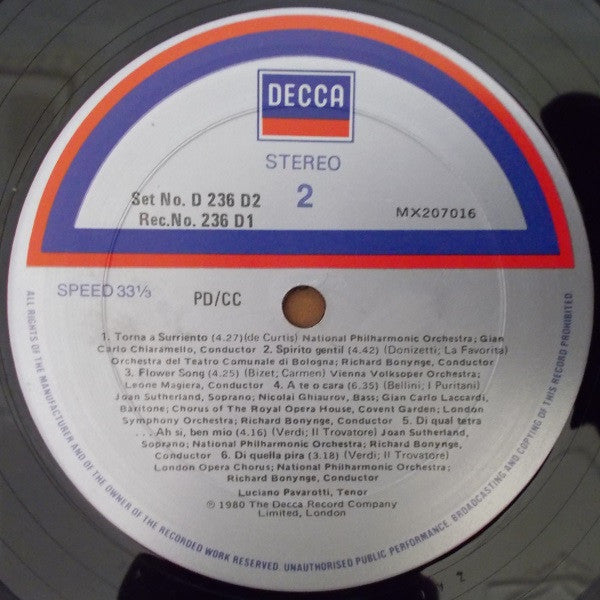 DECCA
STEREO
2
Set No. D 236 D2
Rec.No. 236 D1
MX207016
SPEED 33⅓
PD/CC
1. Torna a Surriento (4.27)(de Curtis) National Philharmonic Orchestra; Gian
Carlo Chiaramello, Conductor 2. Spirito gentil (4.42) (Donizetti; La Favorita)
Orchestra del Teatro Comunale di Bologna; Richard Bonynge, Conductor
3. Flower Song (4.25) (Bizet; Carmen) Vienna Volksoper Orchestra;
Leone Magiera, Conductor 4. A te o cara (6.35) (Bellini; I Puritani)
Joan Sutherland, Soprano; Nicolai Ghiaurov, Bass; Gian Carlo Laccardi,
Baritone; Chorus of The Royal Opera House, Covent Garden; London
Symphony Orchestra; Richard Bonynge, Conductor 5. Di qual tetra
...Ah si, ben mio (4.16) (Verdi; Il Trovatore) Joan Sutherland,
Soprano; National Philharmonic Orchestra; Richard Bonynge,
Conductor 6. Di quella pira (3.18) (Verdi; Il Trovatore)
London Opera Chorus; National Philharmonic Orchestra;
Richard Bonynge, Conductor
Luciano Pavarotti, Tenor
℗ 1980 The Decca Record Company
Limited, London
ALL RIGHTS OF THE MANUFACTURER AND OF THE OWNER OF THE RECORDED WORK RESERVED. UNAUTHORISED PUBLIC PERFORMANCE, BROADCASTING AND COPYING OF THIS RECORD PROHIBITED.